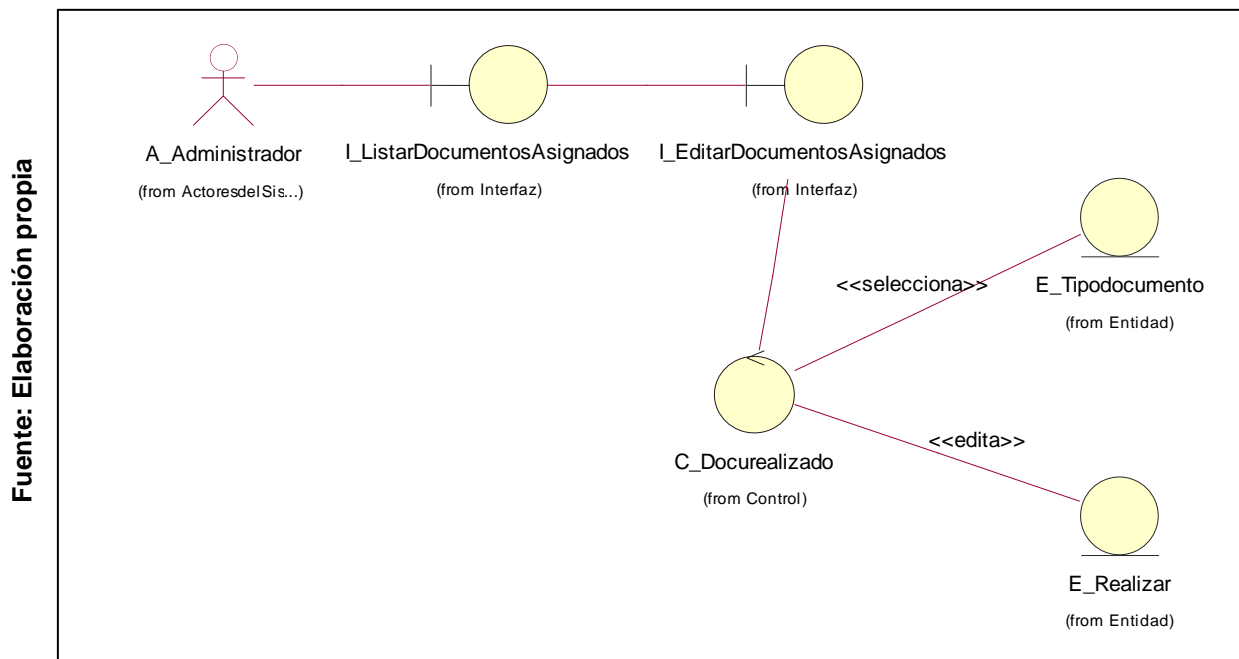 Fuente: Elaboración propia
A_Administrador
(from ActoresdelSis...)
I_ListarDocumentosAsignados
(from Interfaz)
I_EditarDocumentosAsignados
(from Interfaz)
<<selecciona>>
E_Tipodocumento
(from Entidad)
C_Docurealizado
(from Control)
<<edita>>
E_Realizar
(from Entidad)